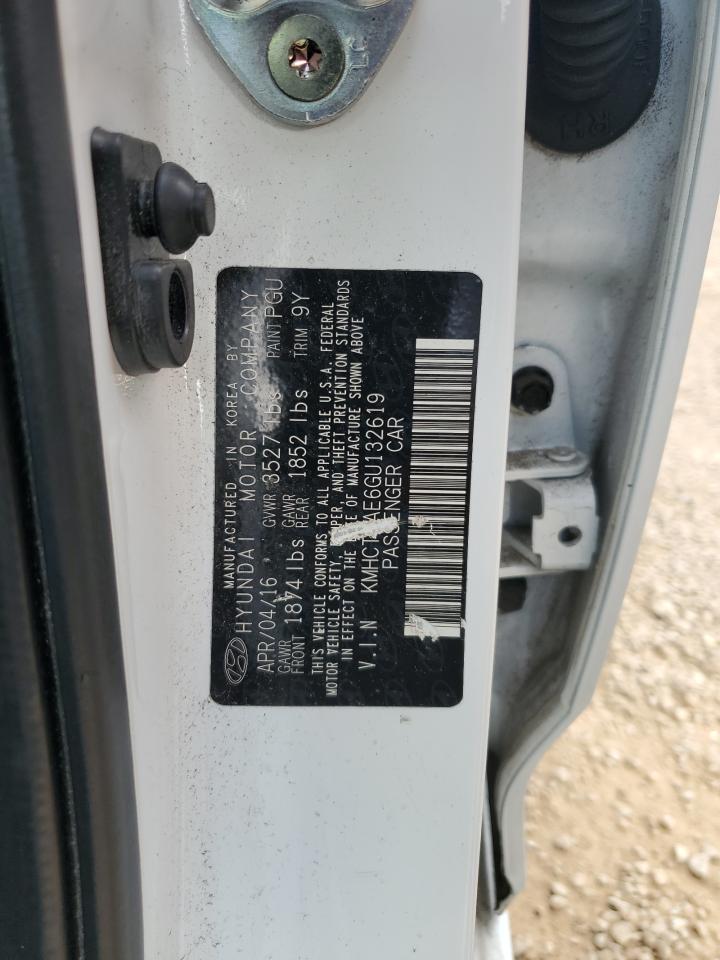 LC
RH
MANUFACTURED IN KOREA BY
HYUNDAI MOTOR COMPANY
APR/04/16 GVWR 3527 lbs PAINT PGU
GAWR FRONT 1874 lbs GAWR REAR 1852 lbs TRIM 9Y
THIS VEHICLE CONFORMS TO ALL APPLICABLE U.S.A. FEDERAL
MOTOR VEHICLE SAFETY, AND THEFT PREVENTION STANDARDS
IN EFFECT ON THE OF MANUFACTURE SHOWN ABOVE
V.I.N
PASSENGER CAR